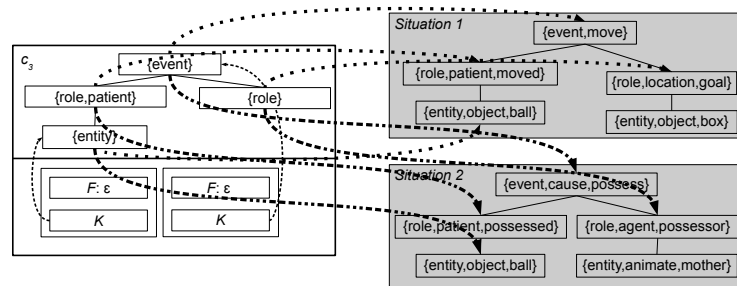 c3
{event}
{role,patient}
{role}
{entity}
F: ε
F: ε
K
K
Situation 1
{event,move}
{role,patient,moved}
{role,location,goal}
{entity,object,ball}
{entity,object,box}
Situation 2
{event,cause,possess}
{role,patient,possessed}
{role,agent,possessor}
{entity,object,ball}
{entity,animate,mother}